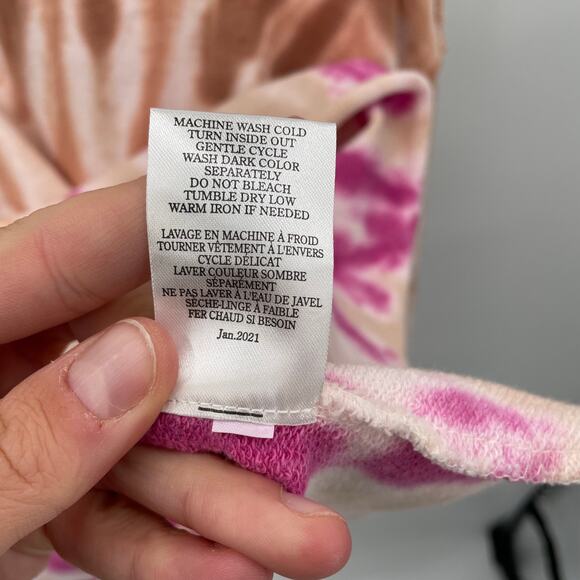 MACHINE WASH COLD
TURN INSIDE OUT
GENTLE CYCLE
WASH DARK COLOR
SEPARATELY
DO NOT BLEACH
TUMBLE DRY LOW
WARM IRON IF NEEDED
LAVAGE EN MACHINE À FROID
TOURNER VÊTEMENT À L'ENVERS
CYCLE DÉLICAT
LAVER COULEUR SOMBRE
SÉPARÉMENT
NE PAS LAVER À L'EAU DE JAVEL
SÈCHE-LINGE À FAIBLE
FER CHAUD SI BESOIN
Jan.2021